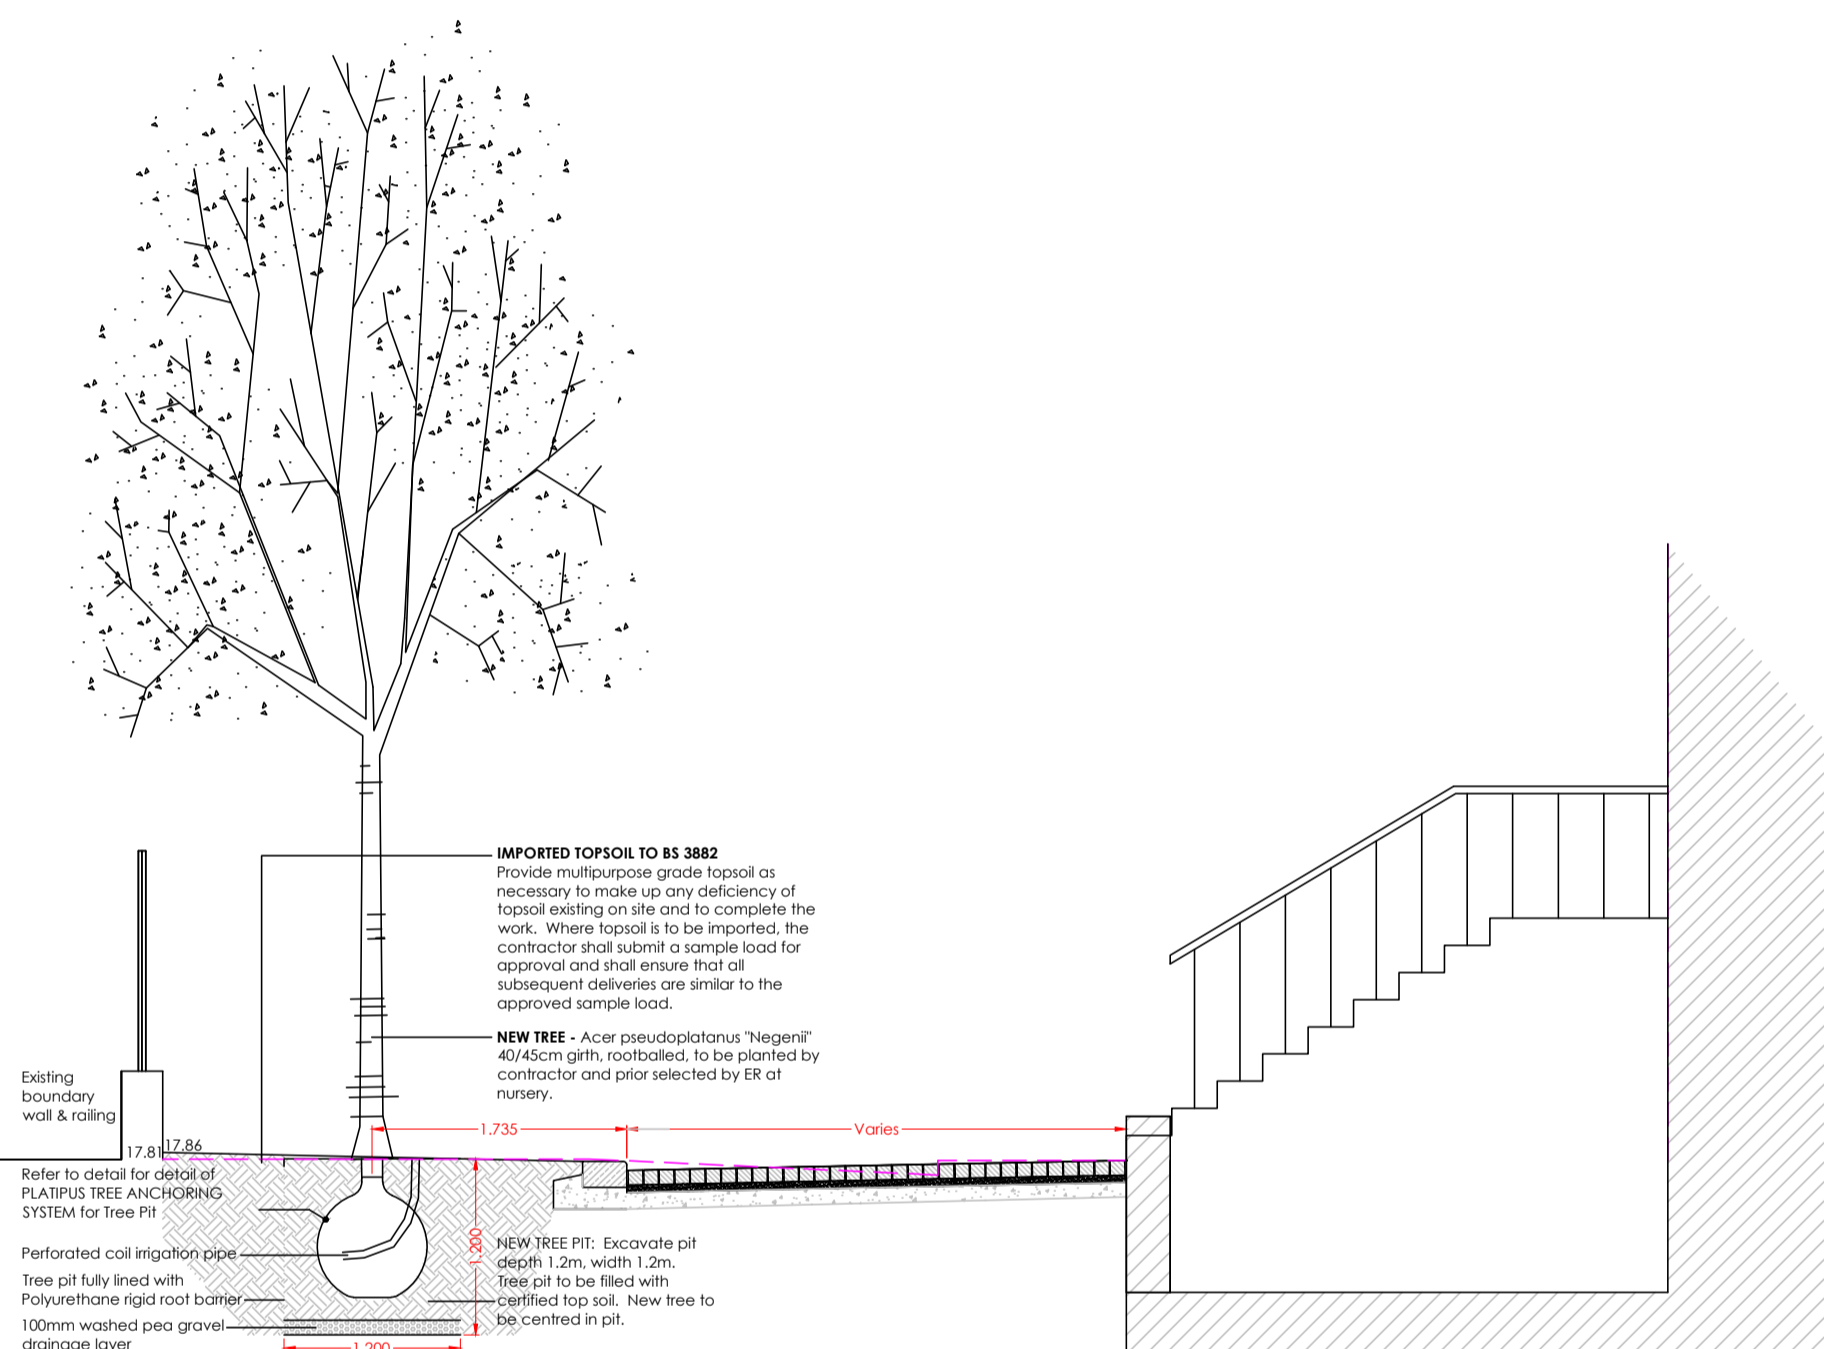 IMPORTED TOPSOIL TO BS 3882
Provide multipurpose grade topsoil as
necessary to make up any deficiency of
topsoil existing on site and to complete the
work. Where topsoil is to be imported, the
contractor shall submit a sample load for
approval and shall ensure that all
subsequent deliveries are similar to the
approved sample load.
NEW TREE - Acer pseudoplatanus "Negenii"
40/45cm girth, rootballed, to be planted by
contractor and prior selected by ER at
nursery.
Existing
boundary
wall & railing
17.81 17.86
1.735
Varies
Refer to detail for detail of
PLATIPUS TREE ANCHORING
SYSTEM for Tree Pit
Perforated coil irrigation pipe
Tree pit fully lined with
Polyurethane rigid root barrier
100mm washed pea gravel
drainage layer
1.200
NEW TREE PIT: Excavate pit
depth 1.2m, width 1.2m.
Tree pit to be filled with
certified top soil. New tree to
be centred in pit.
1.200